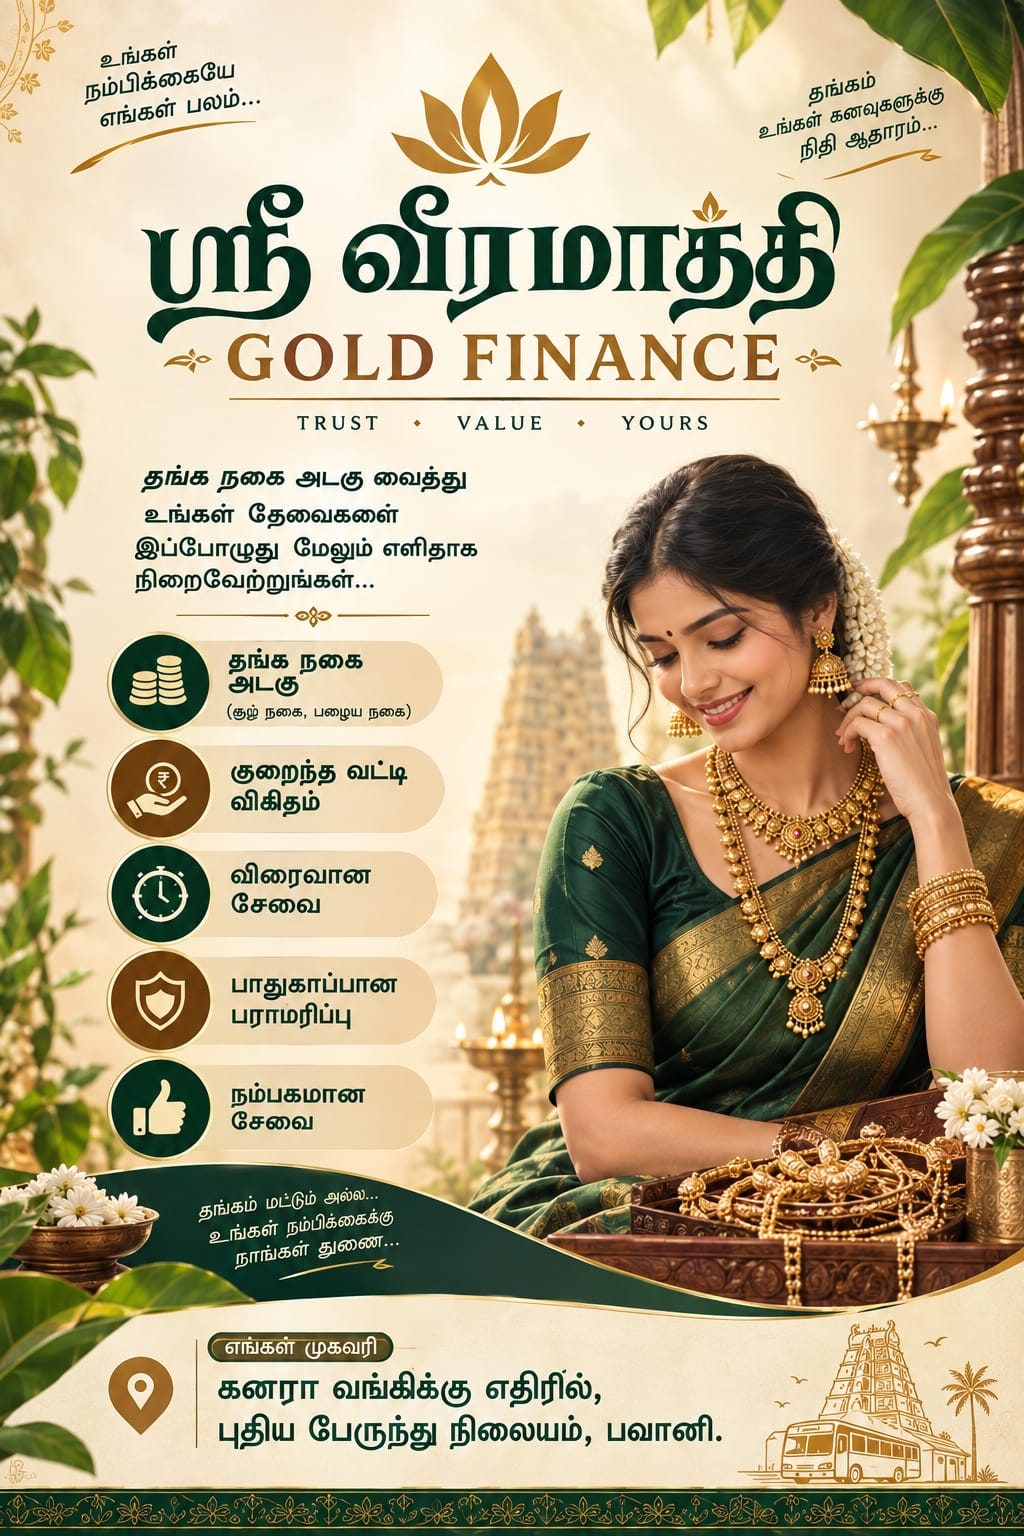 உங்கள்
நம்பிக்கையே
எங்கள் பலம்...
தங்கம்
உங்கள் கனவுகளுக்கு
நிதி ஆதாரம்...
ஸ்ரீ வீரமாத்தி
GOLD FINANCE
TRUST • VALUE • YOURS
தங்க நகை அடகு வைத்து
உங்கள் தேவைகளை
இப்போழுது மேலும் எளிதாக
நிறைவேற்றுங்கள்...
தங்க நகை
அடகு
(சூழ் நகை, பழைய நகை)
குறைந்த வட்டி
விகிதம்
விரைவான
சேவை
பாதுகாப்பான
பராமரிப்பு
நம்பகமான
சேவை
தங்கம் மட்டும் அல்ல...
உங்கள் நம்பிக்கைக்கு
நாங்கள் துணை...
எங்கள் முகவரி
கனரா வங்கிக்கு எதிரில்,
புதிய பேருந்து நிலையம், பவானி.